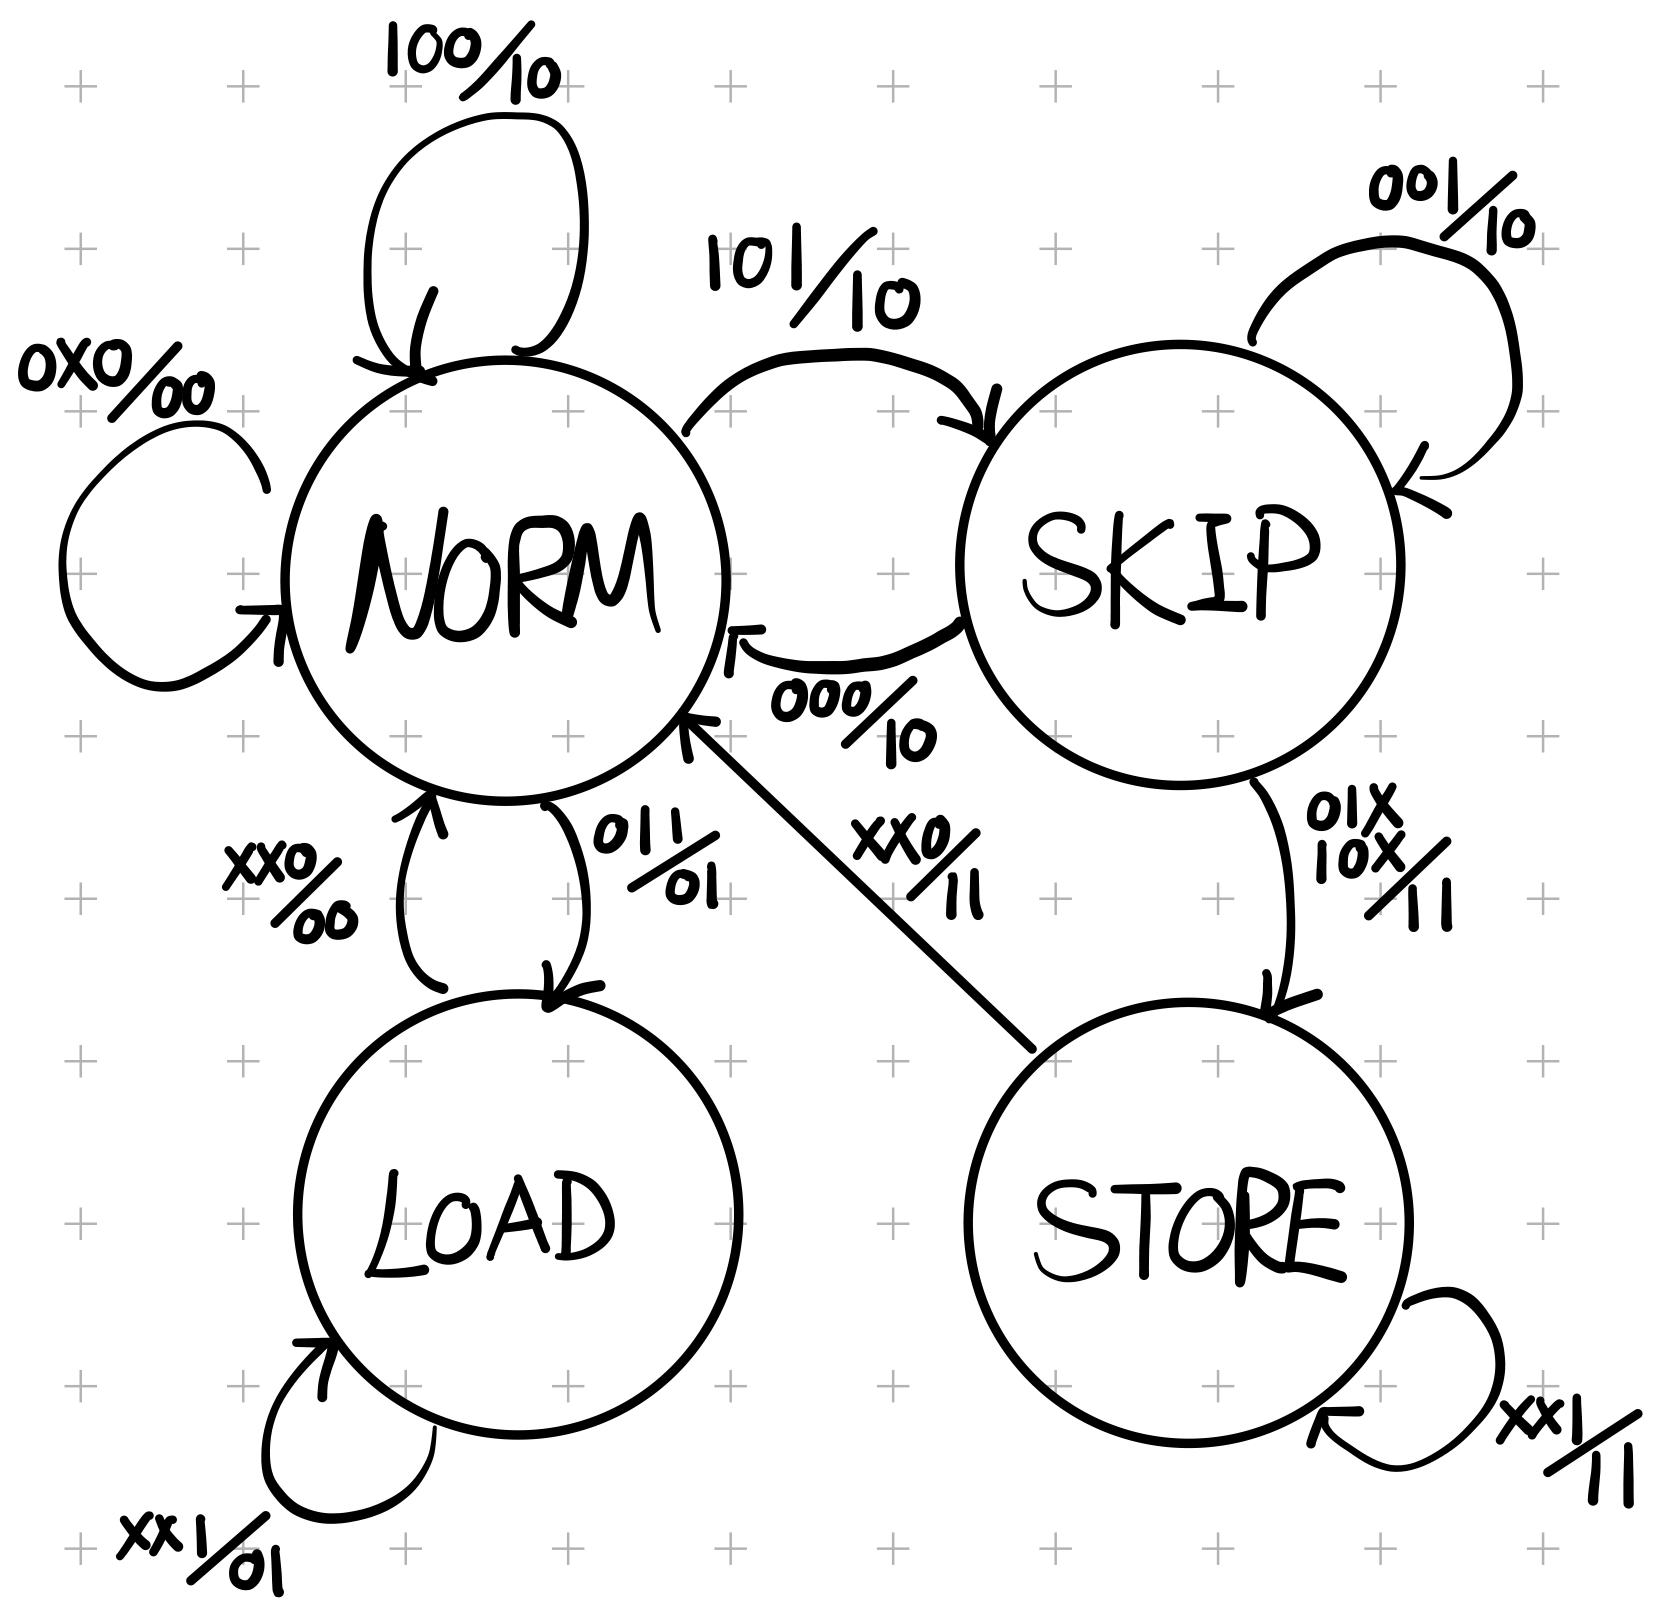 100/10
001/10
101/10
0X0/00
NORM
SKIP
000/10
01X
10X/11
011/01
XX0/11
XX0/00
LOAD
STORE
XX1/11
XX1/01